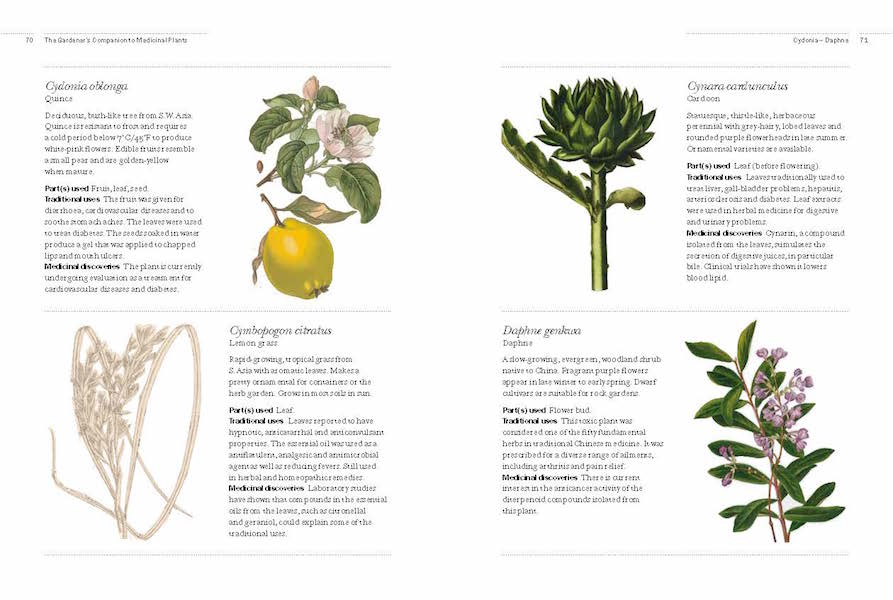 70 The Gardener's Companion to Medicinal Plants
Cydonia oblonga
Quince
Deciduous, bush-like tree from S.W. Asia.
Quince is resistant to frost and requires
a cold period below 7°C/45°F to produce
white-pink flowers. Edible fruits resemble
a small pear and are golden-yellow
when mature.
Part(s) used Fruit, leaf, seed.
Traditional uses The fruit was given for
diarrhoea, cardiovascular diseases and to
soothe stomach aches. The leaves were used
to treat diabetes. The seeds soaked in water
produce a gel that was applied to chapped
lips and mouth ulcers.
Medicinal discoveries The plant is currently
undergoing evaluation as a treatment for
cardiovascular diseases and diabetes.
Cymbopogon citratus
Lemon grass
Rapid-growing, tropical grass from
S. Asia with aromatic leaves. Makes a
pretty ornamental for containers or the
herb garden. Grows in most soils in sun.
Part(s) used Leaf.
Traditional uses Leaves reported to have
hypnotic, anticatarrhal and anticonvulsant
properties. The essential oil was used as a
antiflatulent, analgesic and antimicrobial
agent as well as reducing fevers. Still used
in herbal and homeopathic remedies.
Medicinal discoveries Laboratory studies
have shown that compounds in the essential
oils from the leaves, such as citronellal
and geraniol, could explain some of the
traditional uses.
Cydonia – Daphne 71
Cynara cardunculus
Cardoon
Statuesque, thistle-like, herbaceous
perennial with grey-hairy, lobed leaves and
rounded purple flowerheads in late summer.
Ornamental varieties are available.
Part(s) used Leaf (before flowering).
Traditional uses Leaves traditionally used to
treat liver, gall-bladder problems, hepatitis,
arteriosclerosis and diabetes. Leaf extracts
were used in herbal medicine for digestive
and urinary problems.
Medicinal discoveries Cynarin, a compound
isolated from the leaves, stimulates the
secretion of digestive juices, in particular
bile. Clinical trials have shown it lowers
blood lipid.
Daphne genkwa
Daphne
A slow-growing, evergreen, woodland shrub
native to China. Fragrant purple flowers
appear in late winter to early spring. Dwarf
cultivars are suitable for rock gardens.
Part(s) used Flower bud.
Traditional uses This toxic plant was
considered one of the fifty fundamental
herbs in traditional Chinese medicine. It was
prescribed for a diverse range of ailments,
including arthritis and pain relief.
Medicinal discoveries There is current
interest in the anticancer activity of the
diterpenoid compounds isolated from
this plant.